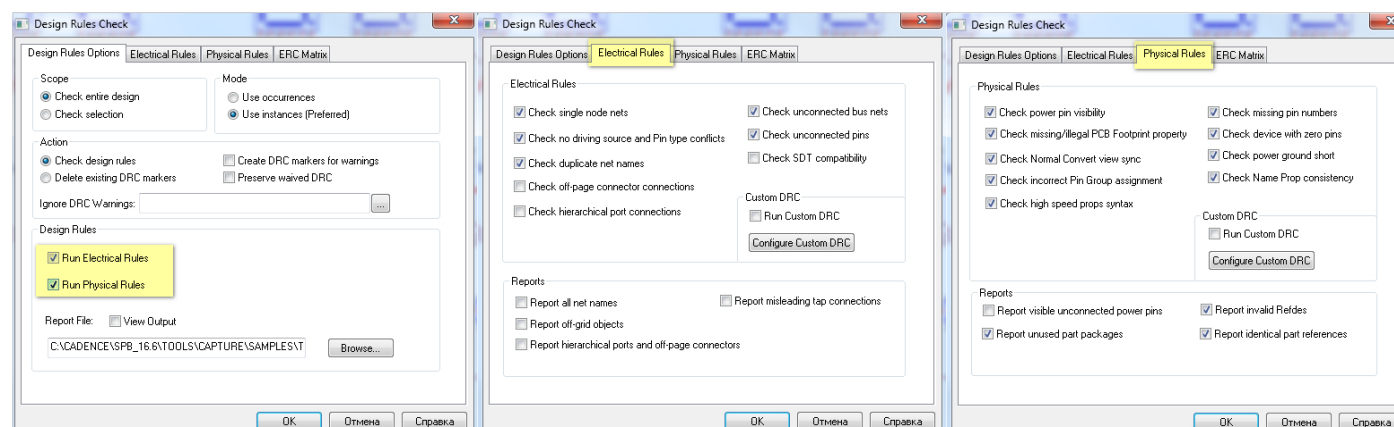 Design Rules Check
Design Rules Options Electrical Rules Physical Rules ERC Matrix
Scope
Check entire design
Check selection
Mode
Use occurrences
Use instances (Preferred)
Action
Check design rules
Delete existing DRC markers
Create DRC markers for warnings
Preserve waived DRC
Ignore DRC Warnings:
...
Design Rules
Run Electrical Rules
Run Physical Rules
Report File:
View Output
C:\CADENCE\SPB_16.6\TOOLS\CAPTURE\SAMPLES\T
Browse...
OK Отмена Справка
Design Rules Check
Design Rules Options Electrical Rules Physical Rules ERC Matrix
Electrical Rules
Check single node nets
Check no driving source and Pin type conflicts
Check duplicate net names
Check off-page connector connections
Check hierarchical port connections
Check unconnected bus nets
Check unconnected pins
Check SDT compatibility
Custom DRC
Run Custom DRC
Configure Custom DRC
Reports
Report all net names
Report off-grid objects
Report hierarchical ports and off-page connectors
Report misleading tap connections
OK Отмена Справка
Design Rules Check
Design Rules Options Electrical Rules Physical Rules ERC Matrix
Physical Rules
Check power pin visibility
Check missing/illegal PCB Footprint property
Check Normal Convert view sync
Check incorrect Pin Group assignment
Check high speed props syntax
Check missing pin numbers
Check device with zero pins
Check power ground short
Check Name Prop consistency
Custom DRC
Run Custom DRC
Configure Custom DRC
Reports
Report visible unconnected power pins
Report unused part packages
Report invalid Refdes
Report identical part references
OK Отмена Справка